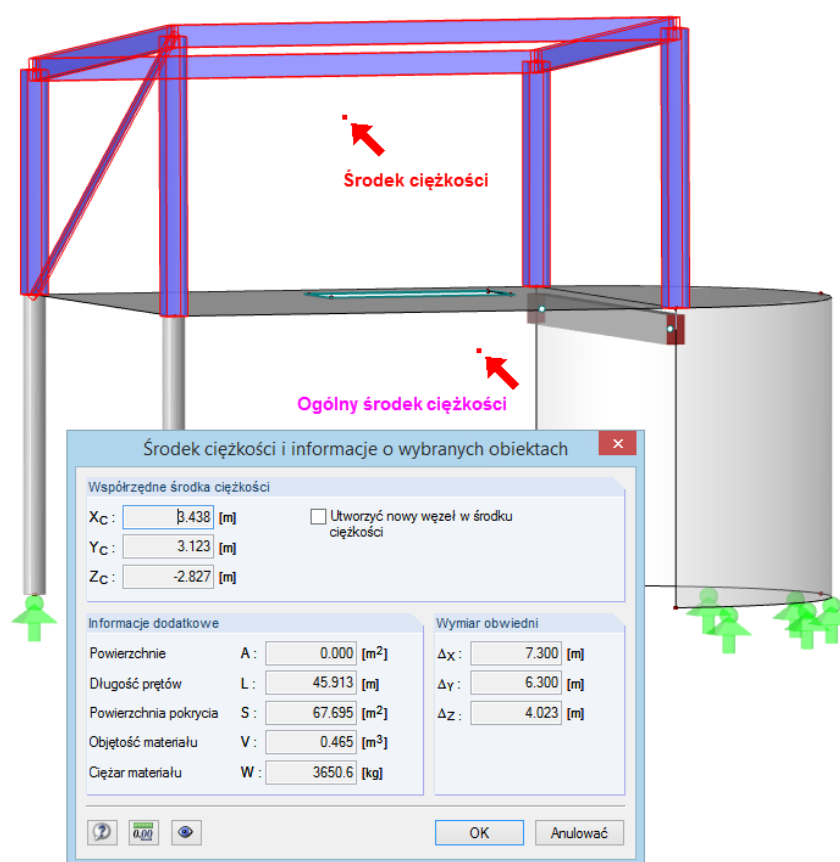 Środek ciężkości
Ogólny środek ciężkości
Środek ciężkości i informacje o wybranych obiektach
Współrzędne środka ciężkości
XC : 3.438 [m]
Utworzyć nowy węzeł w środku
ciężkości
YC : 3.123 [m]
ZC : -2.827 [m]
Informacje dodatkowe
Powierzchnie A : 0.000 [m2]
Długość prętów L : 45.913 [m]
Powierzchnia pokrycia S : 67.695 [m2]
Objętość materiału V : 0.465 [m3]
Ciężar materiału W : 3650.6 [kg]
Wymiar obwiedni
ΔX : 7.300 [m]
ΔY : 6.300 [m]
ΔZ : 4.023 [m]
0.00
OK
Anulować